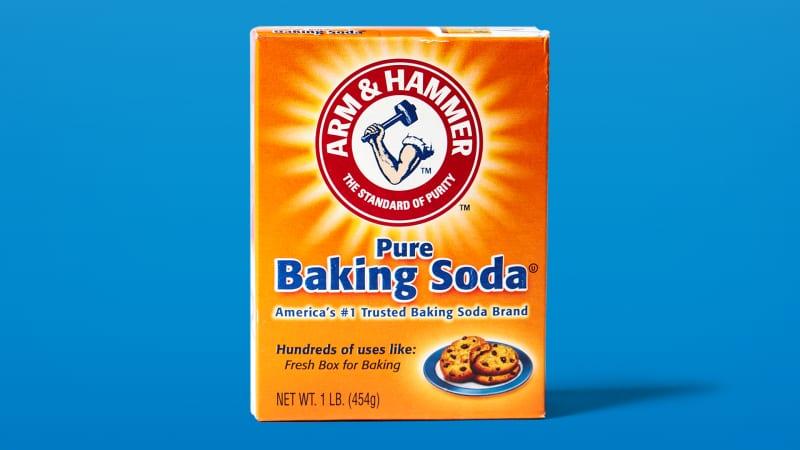 Baking Soda
ARM & HAMMER
TM
THE STANDARD OF PURITY
TM
Pure
Baking Soda
America's #1 Trusted Baking Soda Brand
Hundreds of uses like:
Fresh Box for Baking
NET WT. 1 LB. (454g)